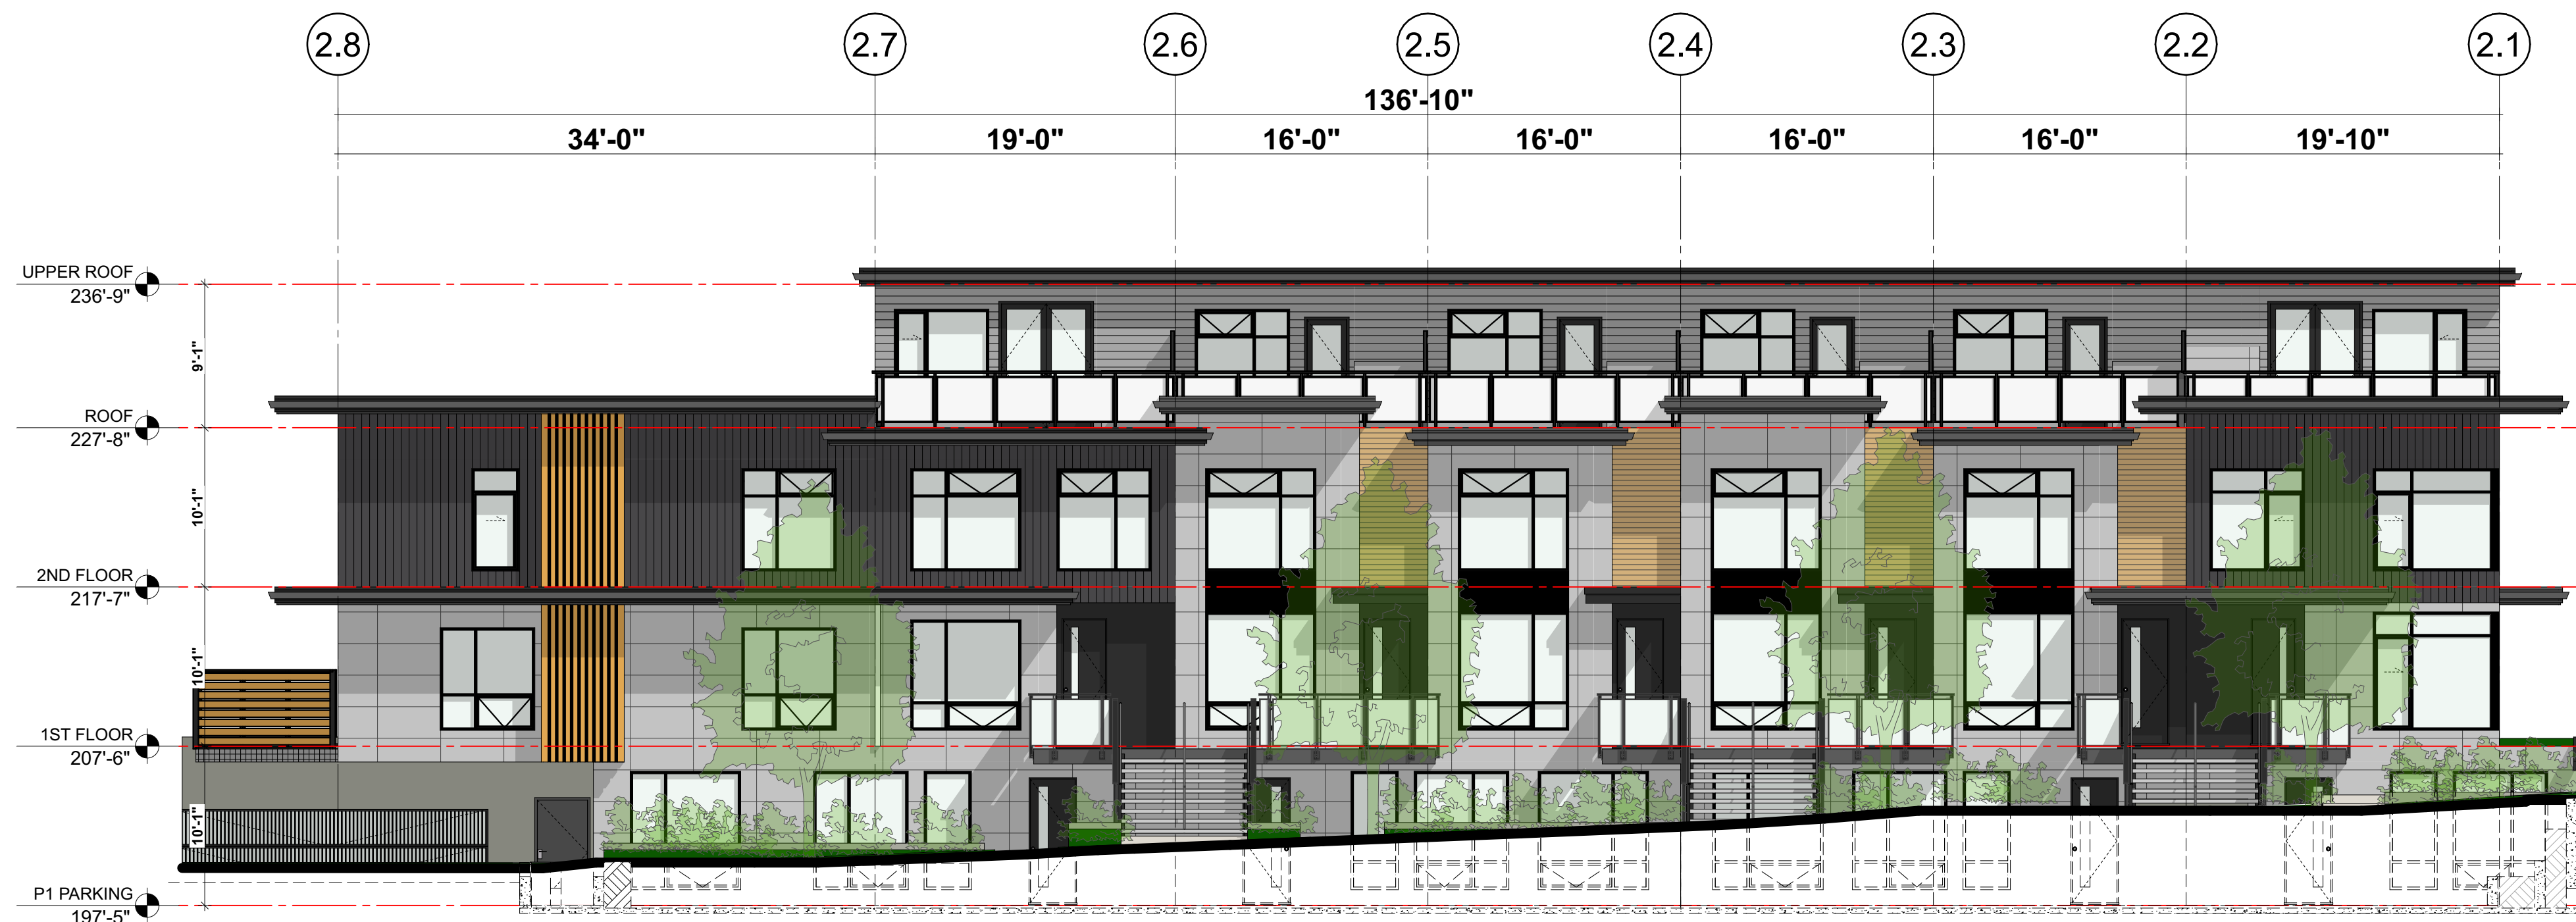 2.8 2.7 2.6 2.5 2.4 2.3 2.2 2.1
136'-10"
34'-0" 19'-0" 16'-0" 16'-0" 16'-0" 16'-0" 19'-10"
UPPER ROOF
236'-9"
9'-1"
ROOF
227'-8"
10'-1"
2ND FLOOR
217'-7"
10'-1"
1ST FLOOR
207'-6"
10'-1"
P1 PARKING
197'-5"